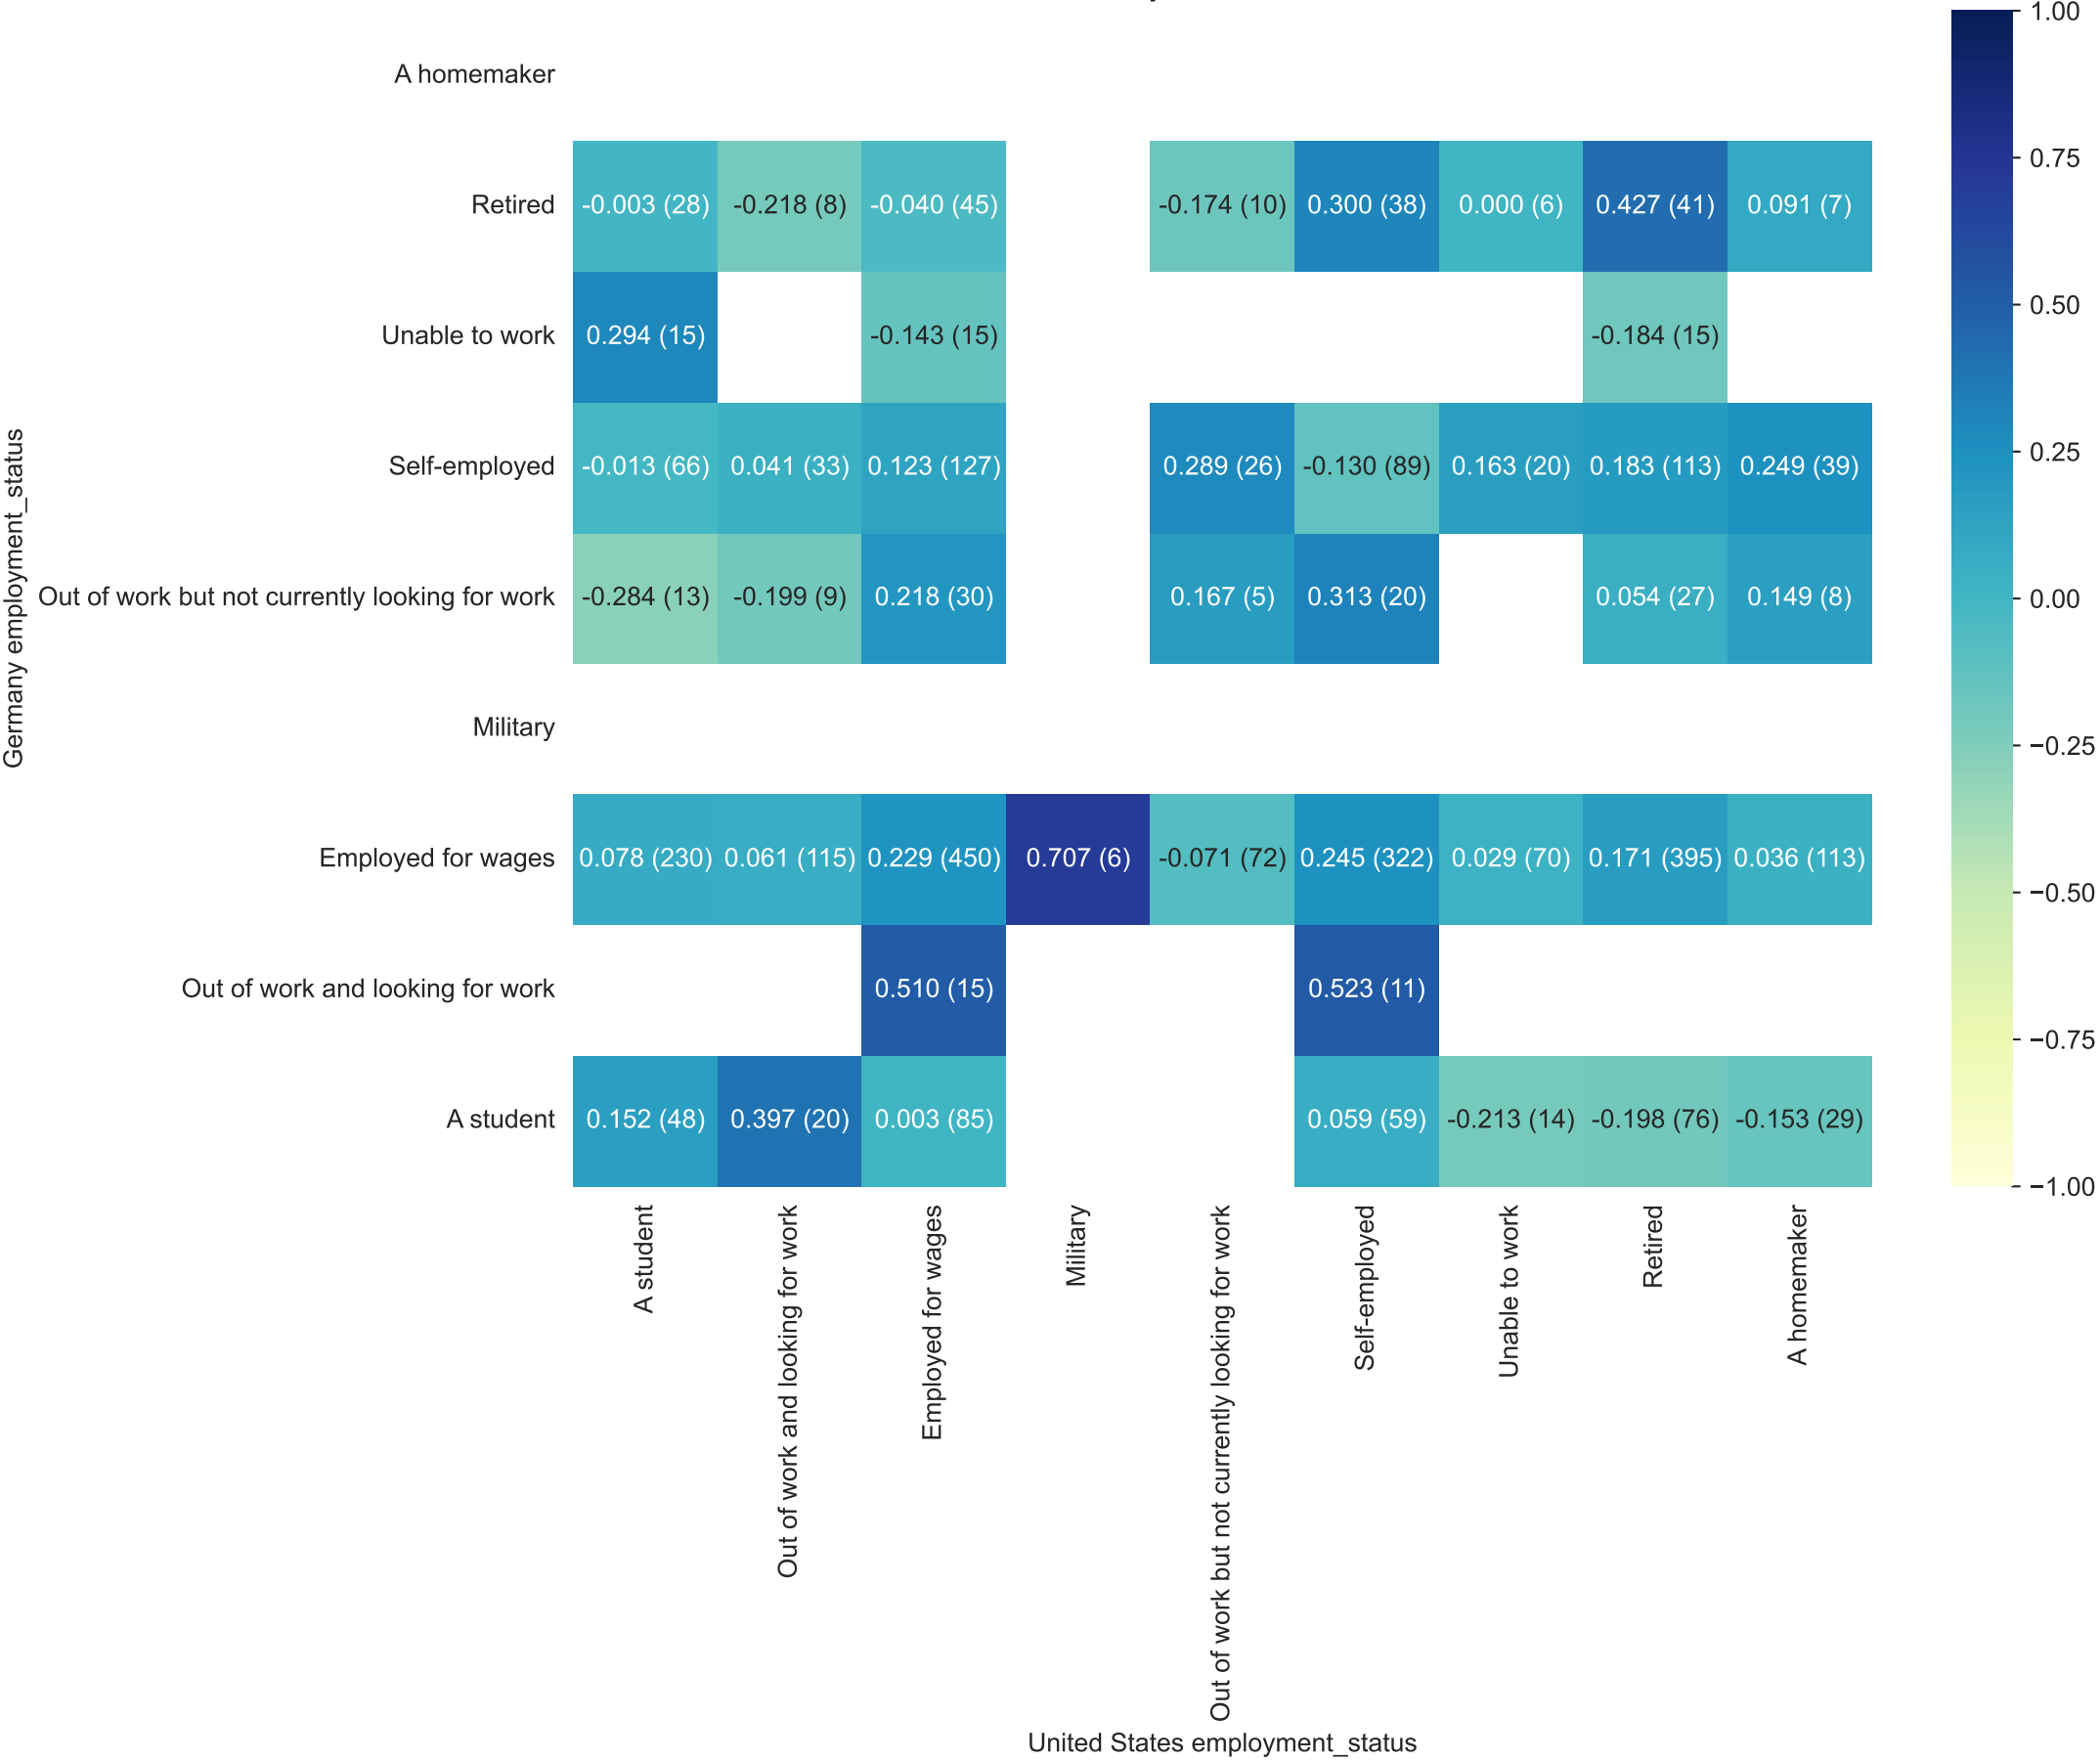 A homemaker
Retired
-0.003 (28) -0.218 (8) -0.040 (45) -0.174 (10) 0.300 (38) 0.000 (6) 0.427 (41) 0.091 (7)
Unable to work
0.294 (15) -0.143 (15) -0.184 (15)
Self-employed
-0.013 (66) 0.041 (33) 0.123 (127) 0.289 (26) -0.130 (89) 0.163 (20) 0.183 (113) 0.249 (39)
Out of work but not currently looking for work
-0.284 (13) -0.199 (9) 0.218 (30) 0.167 (5) 0.313 (20) 0.054 (27) 0.149 (8)
Military
Employed for wages
0.078 (230) 0.061 (115) 0.229 (450) 0.707 (6) -0.071 (72) 0.245 (322) 0.029 (70) 0.171 (395) 0.036 (113)
Out of work and looking for work
0.510 (15) 0.523 (11)
A student
0.152 (48) 0.397 (20) 0.003 (85) 0.059 (59) -0.213 (14) -0.198 (76) -0.153 (29)
Germany employment_status
A student
Out of work and looking for work
Employed for wages
Military
Out of work but not currently looking for work
Self-employed
Unable to work
Retired
A homemaker
United States employment_status
1.00
0.75
0.50
0.25
0.00
−0.25
−0.50
−0.75
−1.00